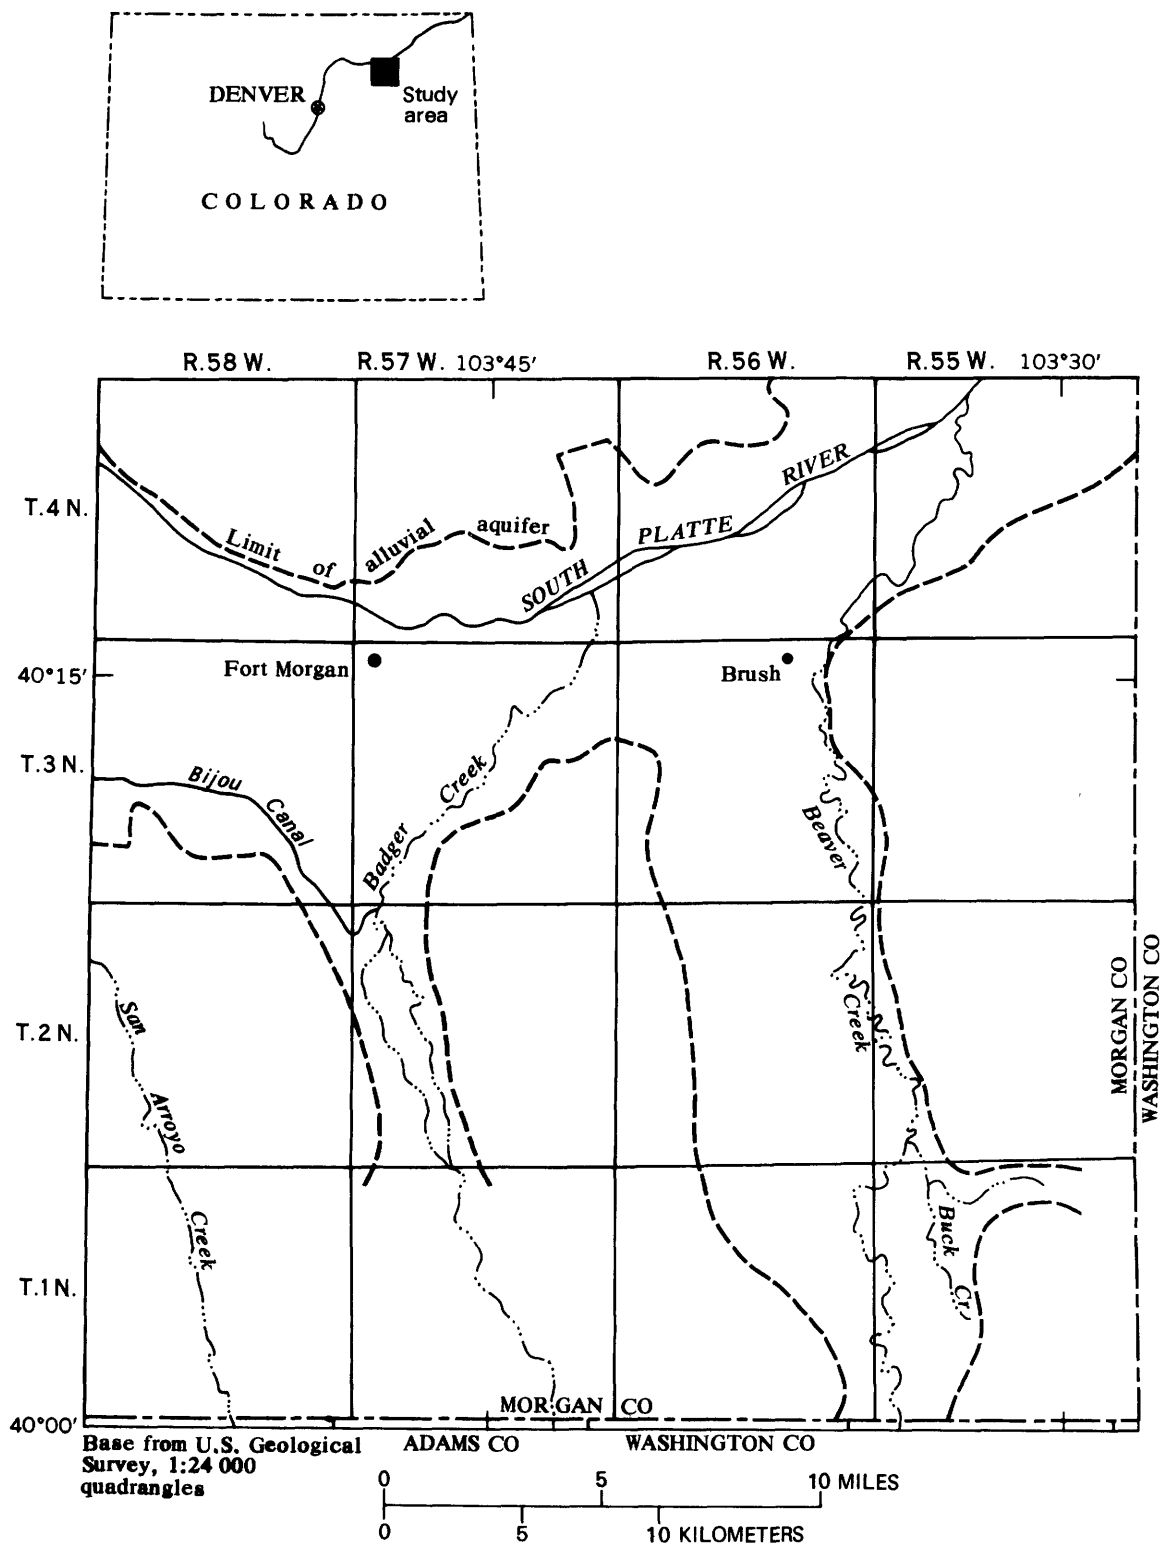 DENVER
Study
area
COLORADO
R.58 W.
R.57 W.
103°45'
R.56 W.
R.55 W.
103°30'
T.4 N.
Limit of alluvial aquifer
SOUTH PLATTE RIVER
40°15'
Fort Morgan
Brush
T.3 N.
Bijou Canal
Badger Creek
Beaver Creek
T.2 N.
San Arroyo Creek
MORGAN CO
WASHINGTON CO
T.1 N.
Buck Cr.
40°00'
MORGAN CO
ADAMS CO
WASHINGTON CO
Base from U.S. Geological
Survey, 1:24 000
quadrangles
0 5 10 MILES
0 5 10 KILOMETERS